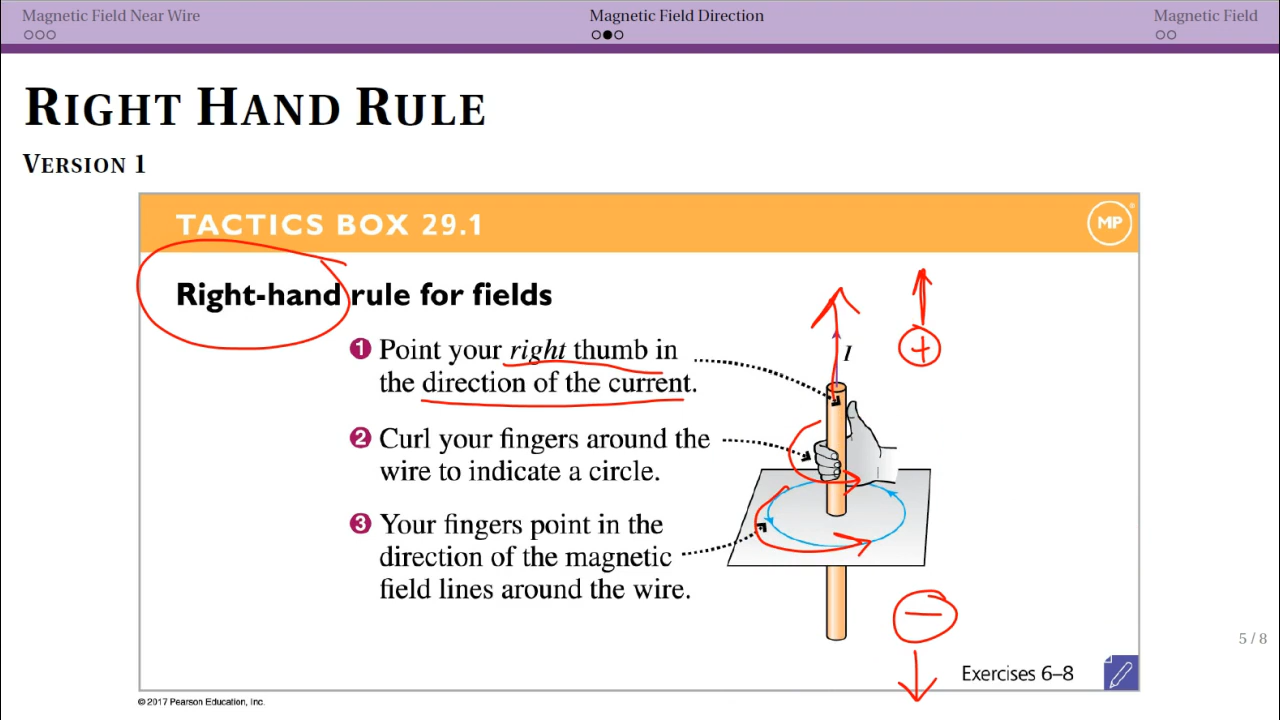 Magnetic Field Near Wire
Magnetic Field Direction
Magnetic Field
RIGHT HAND RULE
VERSION 1
TACTICS BOX 29.1
MP
Right-hand rule for fields
1 Point your right thumb in
the direction of the current.
2 Curl your fingers around the
wire to indicate a circle.
3 Your fingers point in the
direction of the magnetic
field lines around the wire.
I
+
−
Exercises 6–8
5 / 8
© 2017 Pearson Education, Inc.